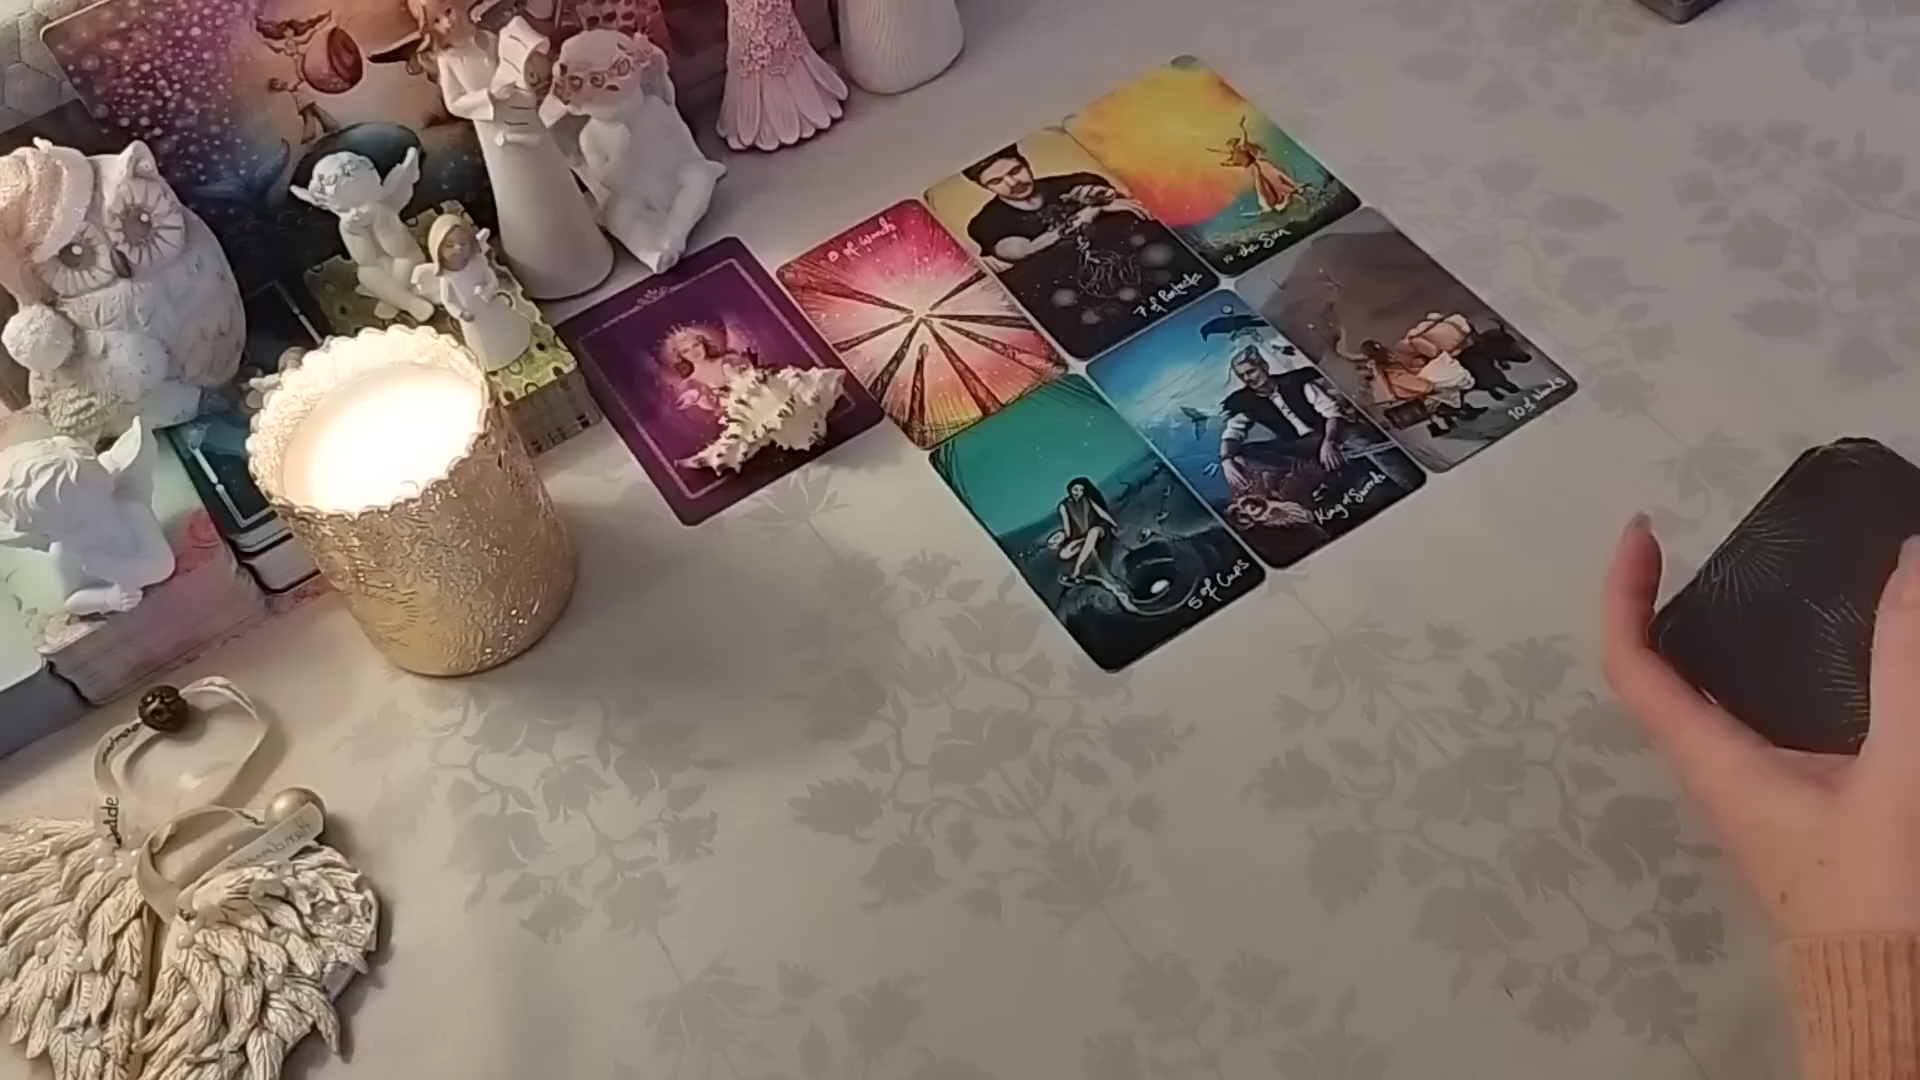 8 of Wands
7 of Pentacles
19 the Sun
5 of Cups
King of Swords
10 of Wands